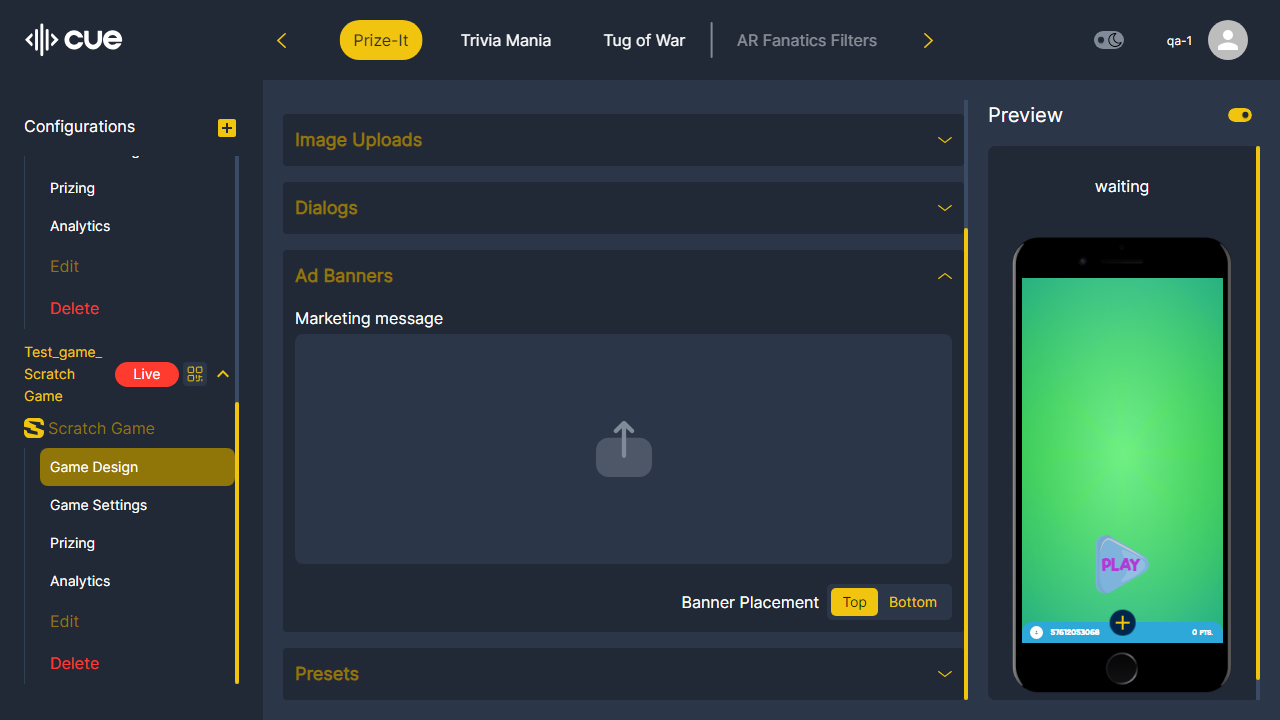 cue
Prize-It
Trivia Mania
Tug of War
AR Fanatics Filters
qa-1
Configurations
Prizing
Analytics
Edit
Delete
Test_game_
Scratch
Game
Live
Scratch Game
Game Design
Game Settings
Prizing
Analytics
Edit
Delete
Image Uploads
Dialogs
Ad Banners
Marketing message
Banner Placement
Top
Bottom
Presets
Preview
waiting
PLAY
57612053068
0 PTS.